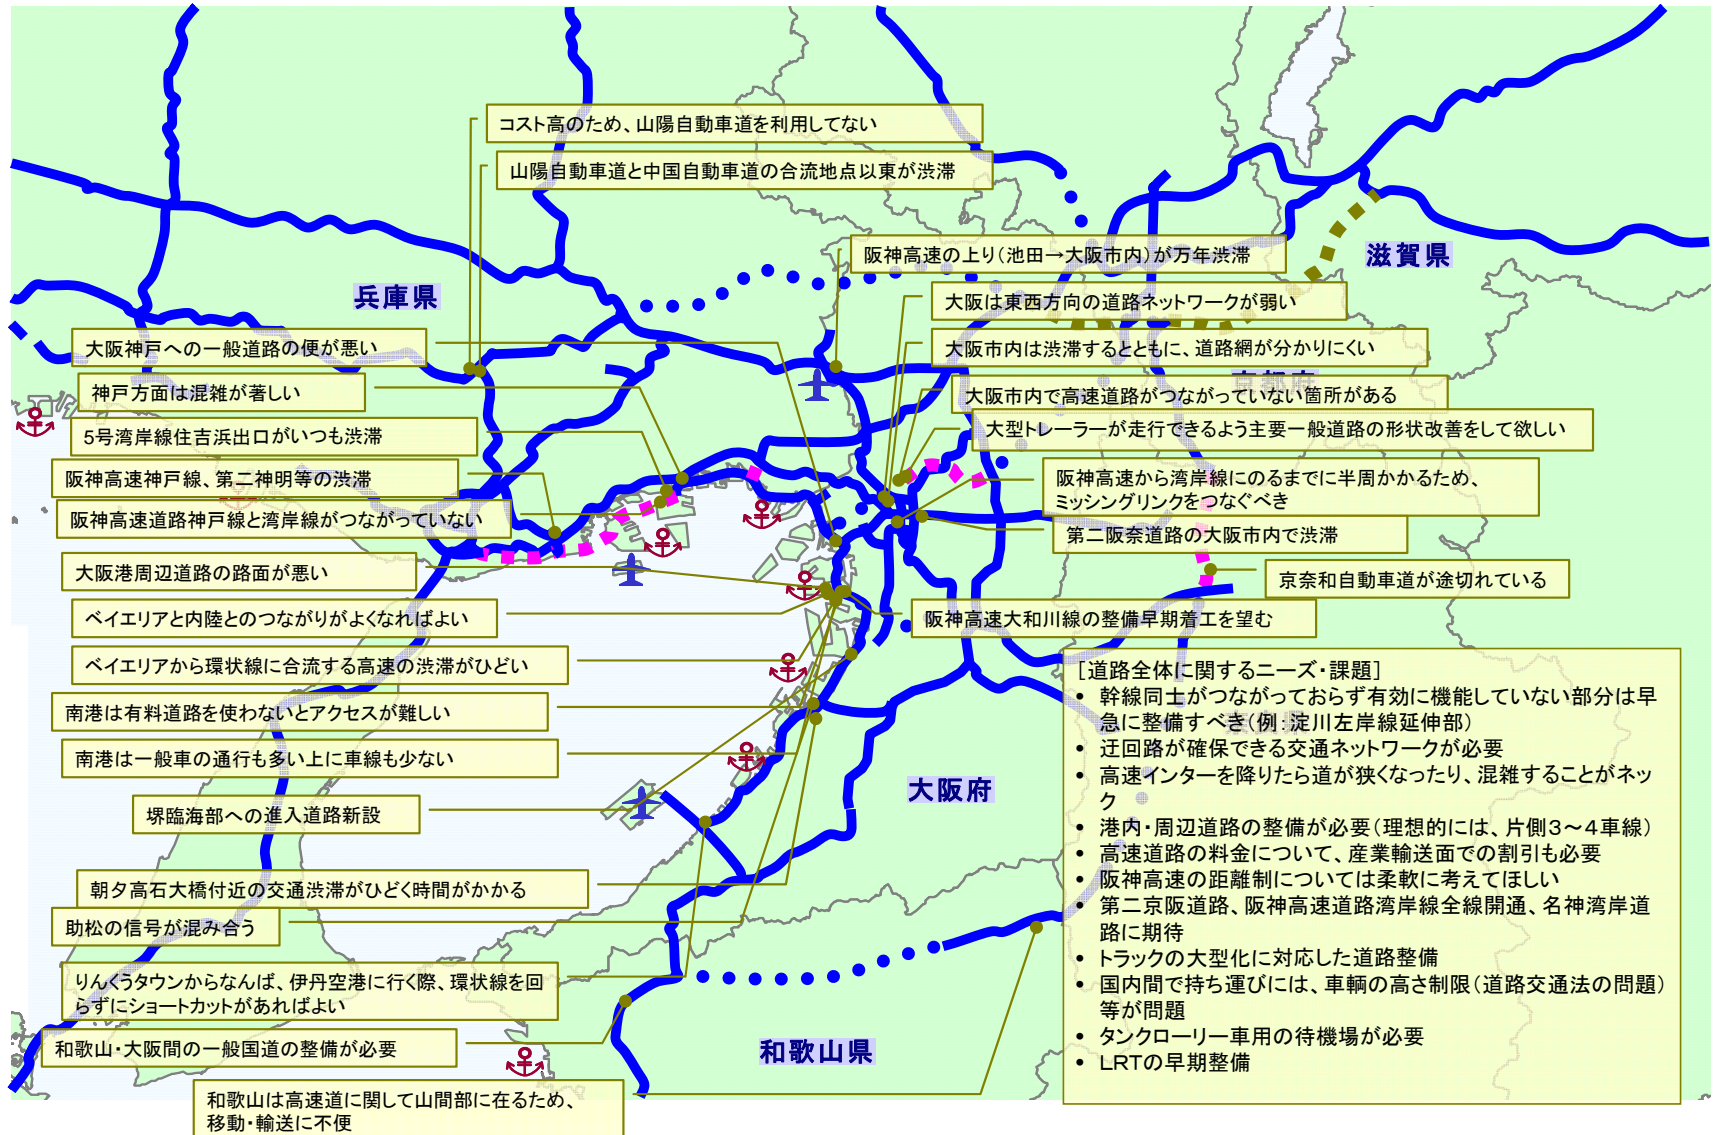 コスト高のため、山陽自動車道を利用してない
山陽自動車道と中国自動車道の合流地点以東が渋滞
阪神高速の上り(池田→大阪市内)が万年渋滞
滋賀県
兵庫県
大阪は東西方向の道路ネットワークが弱い
大阪神戸への一般道路の便が悪い
大阪市内は渋滞するとともに、道路網が分かりにくい
京都府
神戸方面は混雑が著しい
大阪市内で高速道路がつながっていない箇所がある
5号湾岸線住吉浜出口がいつも渋滞
大型トレーラーが走行できるよう主要一般道路の形状改善をして欲しい
阪神高速神戸線、第二神明等の渋滞
阪神高速から湾岸線にのるまでに半周かかるため、
ミッシングリンクをつなぐべき
阪神高速道路神戸線と湾岸線がつながっていない
第二阪奈道路の大阪市内で渋滞
大阪港周辺道路の路面が悪い
京奈和自動車道が途切れている
ベイエリアと内陸とのつながりがよくなればよい
阪神高速大和川線の整備早期着工を望む
ベイエリアから環状線に合流する高速の渋滞がひどい
南港は有料道路を使わないとアクセスが難しい
南港は一般車の通行も多い上に車線も少ない
堺臨海部への進入道路新設
大阪府
朝夕高石大橋付近の交通渋滞がひどく時間がかかる
助松の信号が混み合う
りんくうタウンからなんば、伊丹空港に行く際、環状線を回
らずにショートカットがあればよい
和歌山・大阪間の一般国道の整備が必要
和歌山県
和歌山は高速道に関して山間部に在るため、
移動・輸送に不便
[道路全体に関するニーズ・課題]
• 幹線同士がつながっておらず有効に機能していない部分は早
急に整備すべき(例:淀川左岸線延伸部)
奈良県
• 迂回路が確保できる交通ネットワークが必要
• 高速インターを降りたら道が狭くなったり、混雑することがネッ
ク
• 港内・周辺道路の整備が必要(理想的には、片側3～4車線)
• 高速道路の料金について、産業輸送面での割引も必要
• 阪神高速の距離制については柔軟に考えてほしい
• 第二京阪道路、阪神高速道路湾岸線全線開通、名神湾岸道
路に期待
• トラックの大型化に対応した道路整備
• 国内間で持ち運びには、車輌の高さ制限(道路交通法の問題)
等が問題
• タンクローリー車用の待機場が必要
• LRTの早期整備